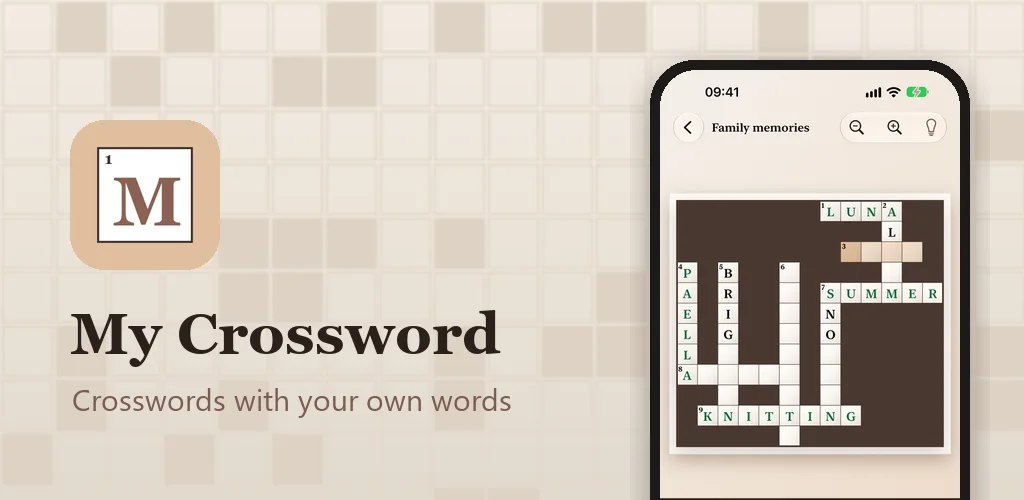 09:41
Family memories
1
M
My Crossword
Crosswords with your own words
1 L U N 2 A
L
3
4 P 5 B 6
A R 7 S U M M E R
E I N
L G O
L
8 A
9 K N I T T I N G